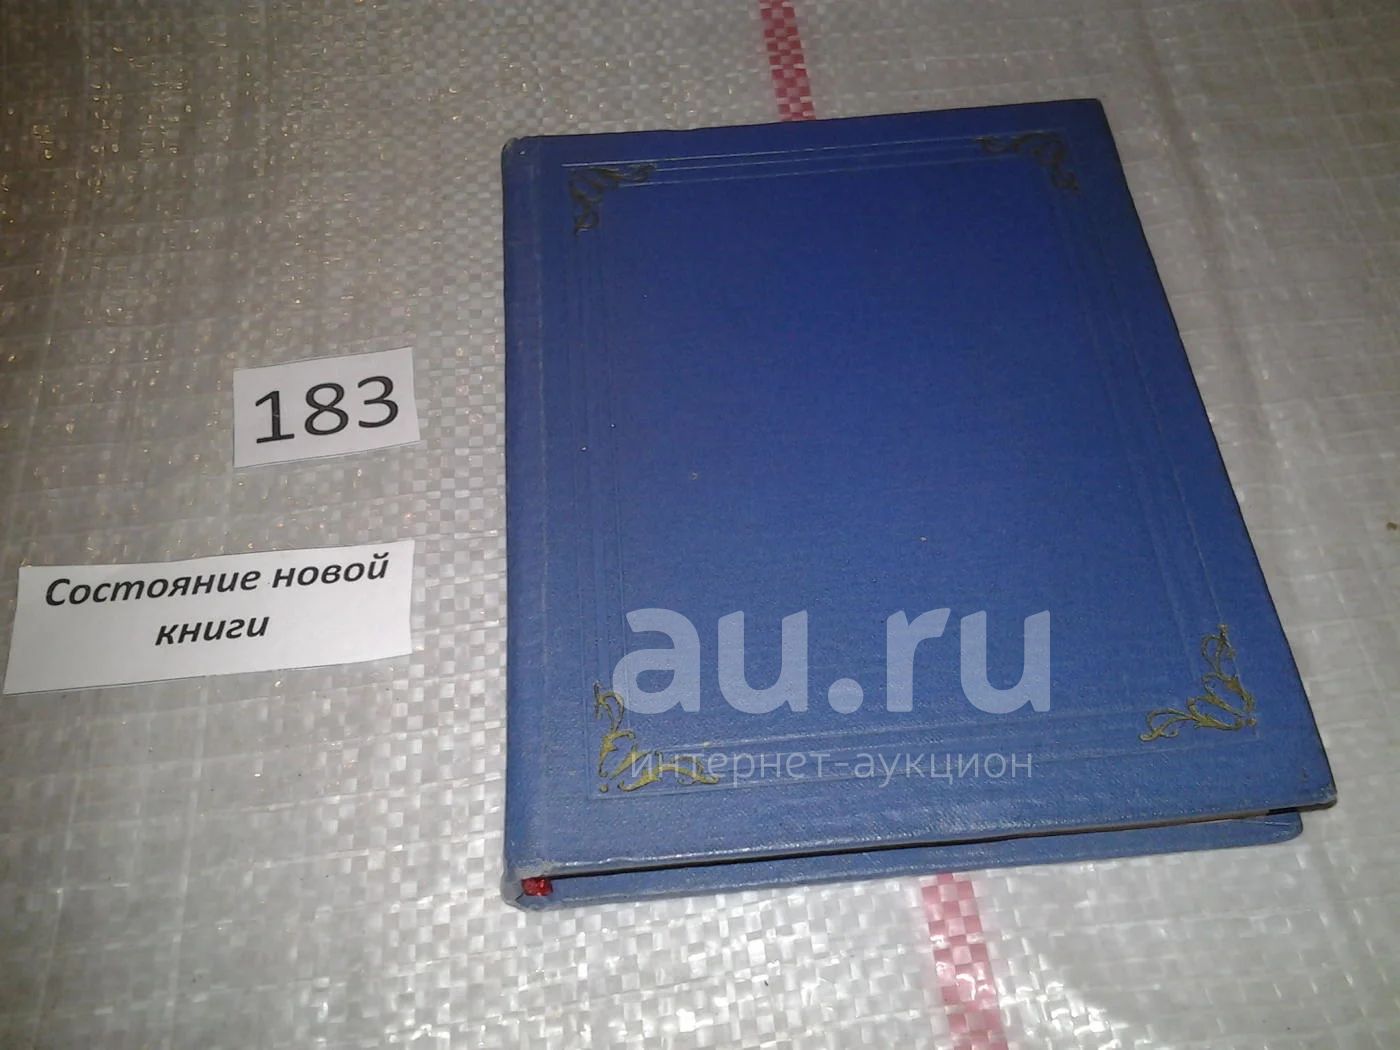 183
Состояние новой
книги
au.ru
интернет-аукцион